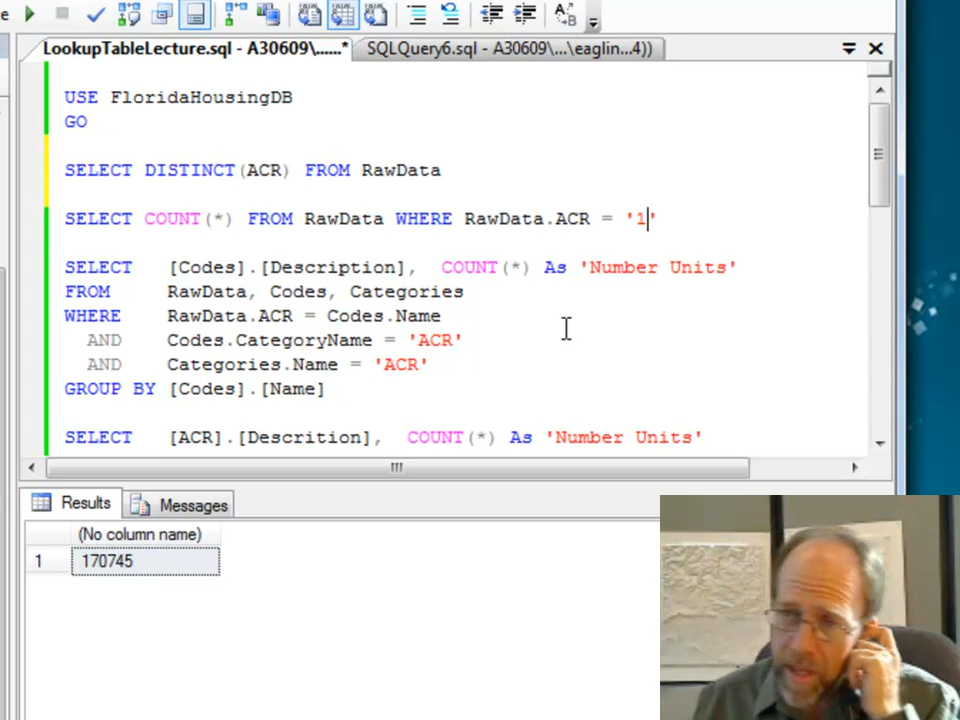 LookupTableLecture.sql - A30609\......* SQLQuery6.sql - A30609\...\eaglin...4))
USE FloridaHousingDB
GO
SELECT DISTINCT(ACR) FROM RawData
SELECT COUNT(*) FROM RawData WHERE RawData.ACR = '1'
SELECT [Codes].[Description], COUNT(*) As 'Number Units'
FROM RawData, Codes, Categories
WHERE RawData.ACR = Codes.Name
AND Codes.CategoryName = 'ACR'
AND Categories.Name = 'ACR'
GROUP BY [Codes].[Name]
SELECT [ACR].[Descrition], COUNT(*) As 'Number Units'
Results Messages
(No column name)
1 170745